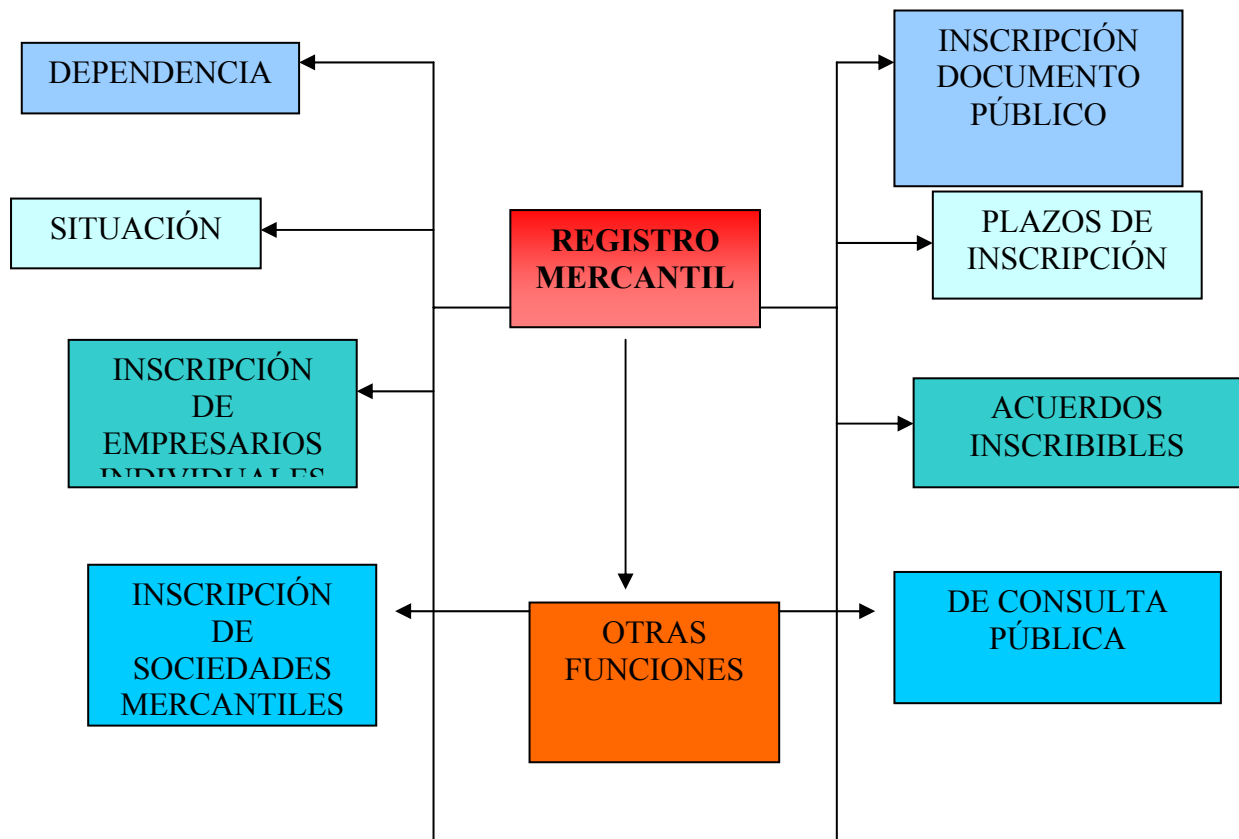 DEPENDENCIA
SITUACIÓN
INSCRIPCIÓN
DE
EMPRESARIOS
INDIVIDUALES
INSCRIPCIÓN
DE
SOCIEDADES
MERCANTILES
REGISTRO
MERCANTIL
OTRAS
FUNCIONES
INSCRIPCIÓN
DOCUMENTO
PÚBLICO
PLAZOS DE
INSCRIPCIÓN
ACUERDOS
INSCRIBIBLES
DE CONSULTA
PÚBLICA